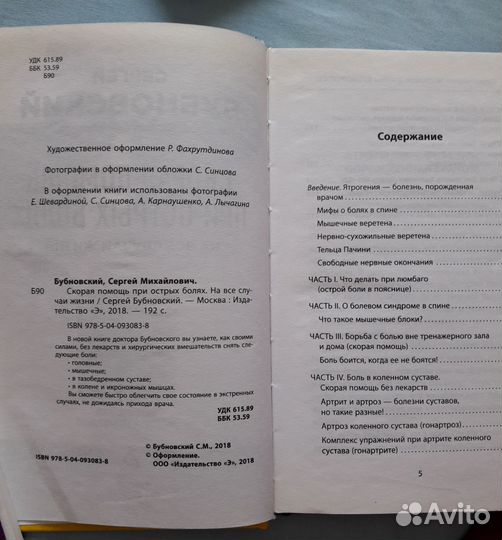 УДК 615.89
ББК 53.59
Б90
Художественное оформление Р. Фахрутдинова
Фотографии в оформлении обложки С. Синцова
В оформлении книги использованы фотографии
Е. Шевардиной, С. Синцова, А. Карнаушенко, А. Лычагина
Бубновский, Сергей Михайлович.
Б90 Скорая помощь при острых болях. На все слу-
чаи жизни / Сергей Бубновский. — Москва : Изда-
тельство «Э», 2018. — 192 с.
ISBN 978-5-04-093083-8
В новой книге доктора Бубновского вы узнаете, как своими
силами, без лекарств и хирургических вмешательств снять сле-
дующие боли:
• головные;
• мышечные;
• в тазобедренном суставе;
• в колене и икроножных мышцах.
Вы сможете быстро облегчить свое состояние в экстренных
случаях, не дожидаясь прихода врача.
УДК 615.89
ББК 53.59
© Бубновский С.М., 2018
© Оформление.
ISBN 978-5-04-093083-8 ООО «Издательство «Э», 2018
Содержание
Введение. Ятрогения — болезнь, порожденная
врачом
Мифы о болях в спине
Мышечные веретена
Нервно-сухожильные веретена
Тельца Пачини
Свободные нервные окончания
ЧАСТЬ I. Что делать при люмбаго
(острой боли в пояснице)
ЧАСТЬ II. О болевом синдроме в спине
Что такое мышечные блоки?
ЧАСТЬ III. Борьба с болью вне тренажерного зала
и дома (скорая помощь)
Боль боится, когда ее не боятся!
ЧАСТЬ IV. Боль в коленном суставе.
Скорая помощь без лекарств
Артрит и артроз — болезни суставов,
но такие разные!
Артроз коленного сустава (гонартроз)
Комплекс упражнений при артрите коленного
сустава (гонартрите)
5
Avito